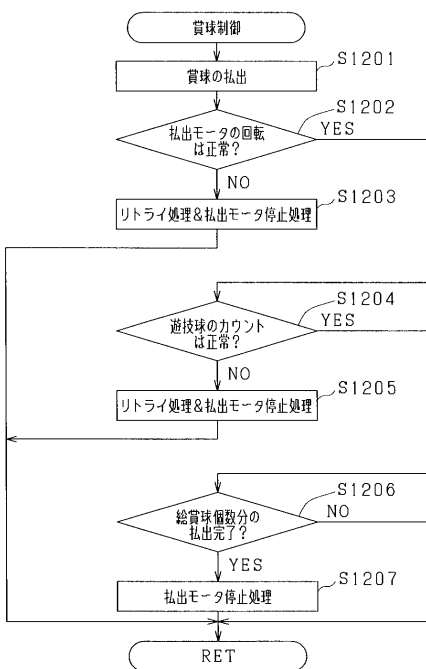 賞球制御
S1201
賞球の払出
S1202
払出モータの回転
は正常?
YES
NO
S1203
リトライ処理&払出モータ停止処理
S1204
遊技球のカウント
は正常?
YES
NO
S1205
リトライ処理&払出モータ停止処理
S1206
総賞球個数分の
払出完了?
NO
YES
S1207
払出モータ停止処理
RET